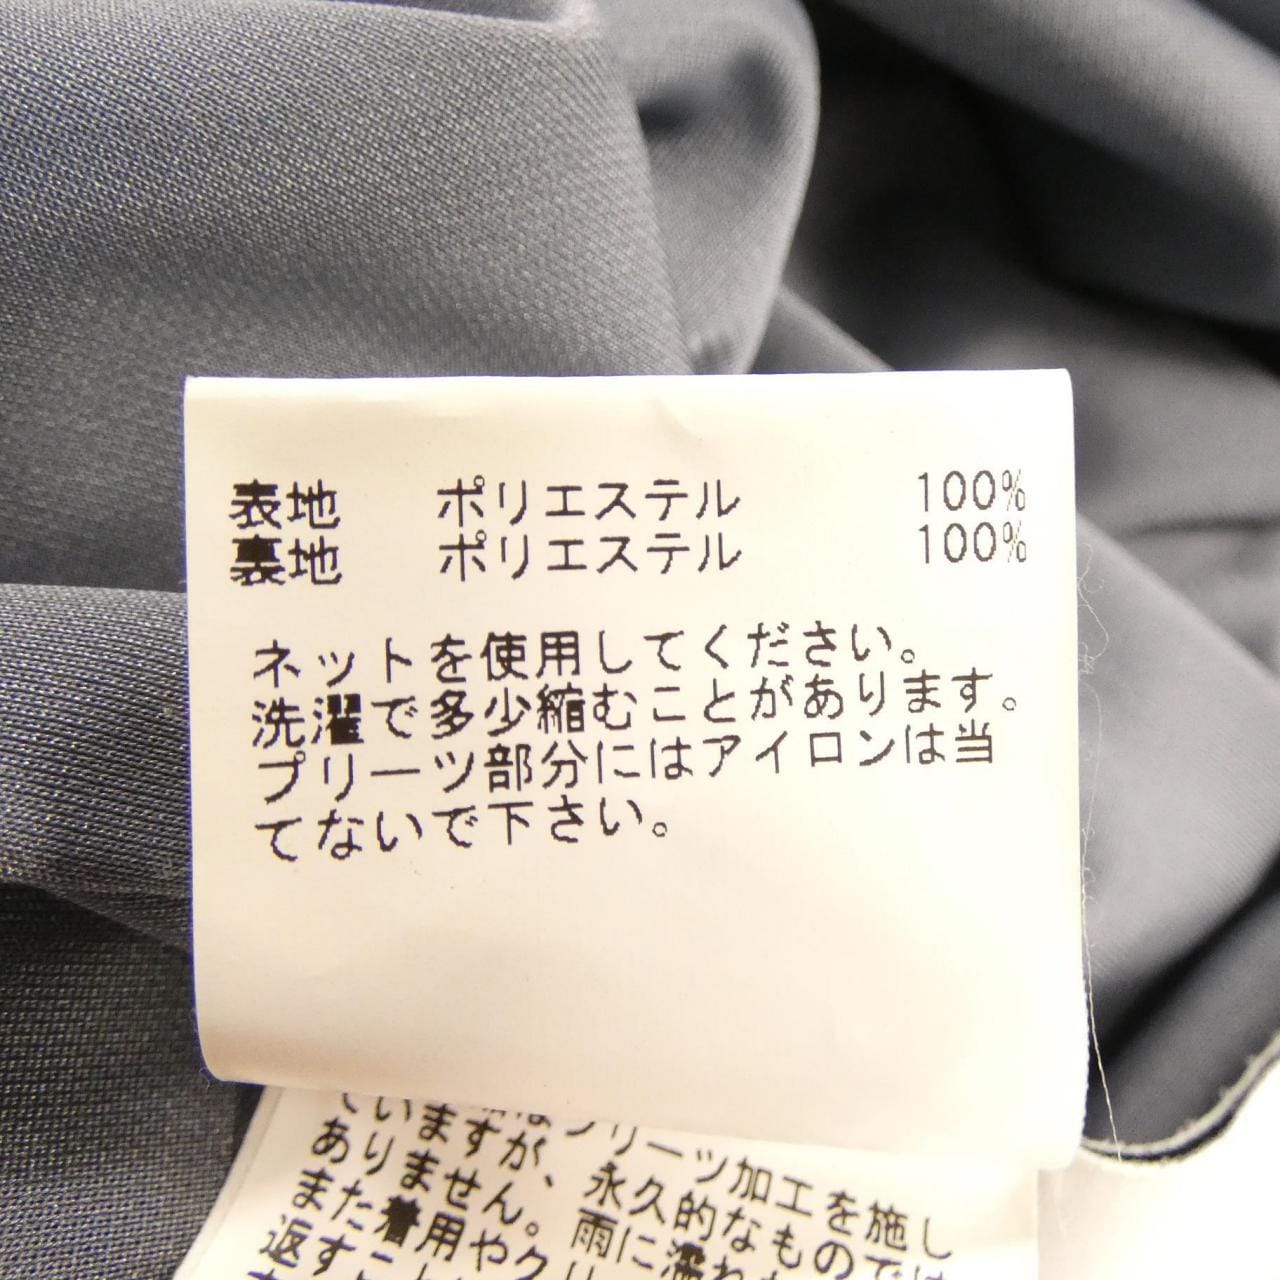 表地 ポリエステル 100%
裏地 ポリエステル 100%
ネットを使用してください。
洗濯で多少縮むことがあります。
プリーツ部分にはアイロンは当
てないで下さい。
はプリーツ加工を施し
ていますが、永久的なものでは
ありません。雨に濡れ
また着用やク
返すこ